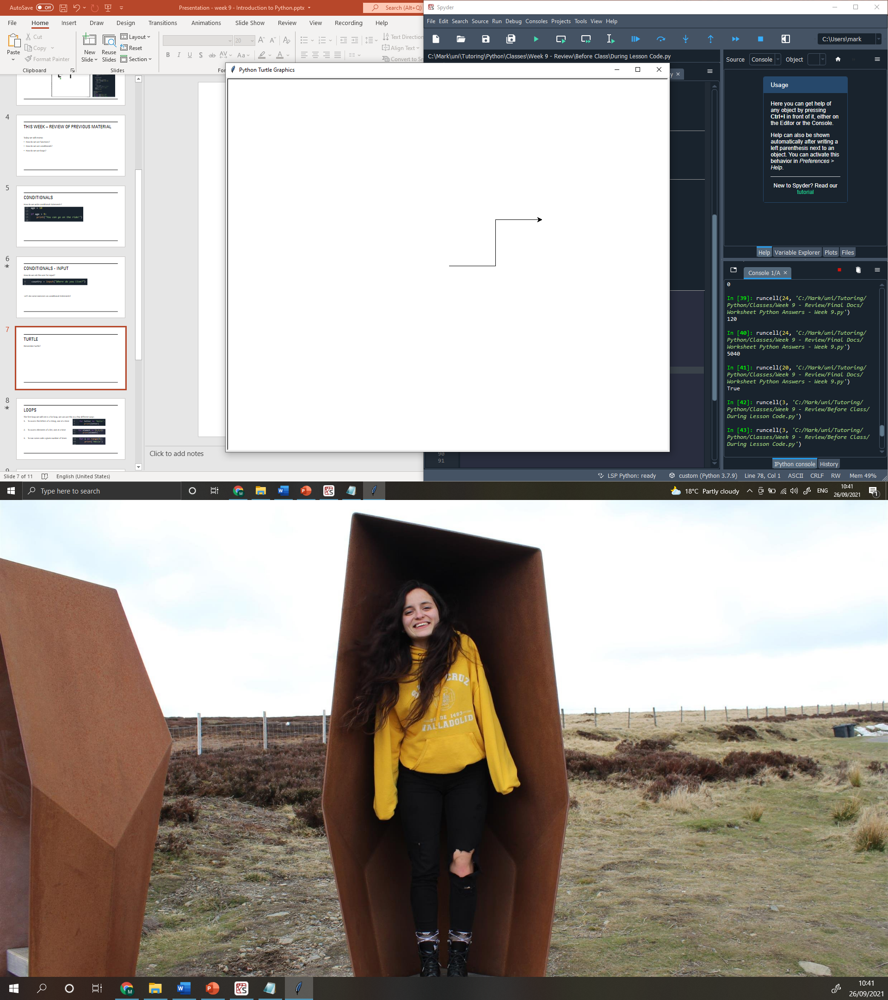 AutoSave Off
Presentation - week 9 - Introduction to Python.pptx
Search (Alt+Q)
File Home Insert Draw Design Transitions Animations Slide Show Review View Recording Help
Paste
Cut
Copy
Format Painter
Clipboard
New Slide
Reuse Slides
Layout
Reset
Section
Slides
20
B I U S ab AV Aa A
Text Direction
Align Text
Convert to Sm
For
4
THIS WEEK – REVIEW OF PREVIOUS MATERIAL
Today we will review:
How do we use functions?
How do we use conditionals?
How do we use loops?
5
CONDITIONALS
How do we write conditional statements?
age = 10
if age > 9:
print("You can go on the ride!")
6
CONDITIONALS - INPUT
How do we ask the user for input?
country = input("Where do you live?")
Let's do some exercises on conditional statements!
7
TURTLE
Remember turtle?
8
LOOPS
The first loop we will see is a for loop, we can use this in a few different ways:
1. To access the letters of a string, one at a time:
for letter in "Hello":
print(letter)
2. To access elements of a list, one at a time:
for element in [1,2,3]:
print(element)
3. To run some code a given number of times:
for i in range(5):
print("Hello")
9
Click to add notes
Slide 7 of 11
English (United States)
Python Turtle Graphics
Spyder
File Edit Search Source Run Debug Consoles Projects Tools View Help
C:\Users\mark
C:\Mark\uni\Tutoring\Python\Classes\Week 9 - Review\Before Class\During Lesson Code.py
y
90
91
Source Console Object
Usage
Here you can get help of
any object by pressing
Ctrl+I in front of it, either on
the Editor or the Console.
Help can also be shown
automatically after writing a
left parenthesis next to an
object. You can activate this
behavior in Preferences >
Help.
New to Spyder? Read our
tutorial
Help Variable Explorer Plots Files
Console 1/A
0
In [39]: runcell(24, 'C:/Mark/uni/Tutoring/
Python/Classes/Week 9 - Review/Final Docs/
Worksheet Python Answers - Week 9.py')
120
In [40]: runcell(24, 'C:/Mark/uni/Tutoring/
Python/Classes/Week 9 - Review/Final Docs/
Worksheet Python Answers - Week 9.py')
5040
In [41]: runcell(20, 'C:/Mark/uni/Tutoring/
Python/Classes/Week 9 - Review/Final Docs/
Worksheet Python Answers - Week 9.py')
True
In [42]: runcell(3, 'C:/Mark/uni/Tutoring/
Python/Classes/Week 9 - Review/Before Class/
During Lesson Code.py')
In [43]: runcell(3, 'C:/Mark/uni/Tutoring/
Python/Classes/Week 9 - Review/Before Class/
During Lesson Code.py')
IPython console History
LSP Python: ready custom (Python 3.7.9) Line 78, Col 1 ASCII CRLF RW Mem 49%
Type here to search
18°C Partly cloudy
ENG
10:41
26/09/2021
1
CRUZ
DESDE 1483
VALLADOLID
10:41
26/09/2021